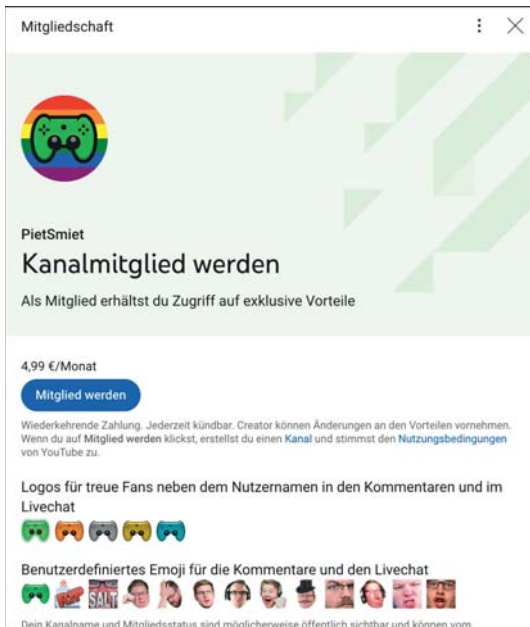 Mitgliedschaft
PietSmiet
Kanalmitglied werden
Als Mitglied erhältst du Zugriff auf exklusive Vorteile
4,99 €/Monat
Mitglied werden
Wiederkehrende Zahlung. Jederzeit kündbar. Creator können Änderungen an den Vorteilen vornehmen.
Wenn du auf Mitglied werden klickst, erstellst du einen Kanal und stimmst den Nutzungsbedingungen
von YouTube zu.
Logos für treue Fans neben dem Nutzernamen in den Kommentaren und im
Livechat
Benutzerdefiniertes Emoji für die Kommentare und den Livechat
SALT
Dein Kanalname und Mitgliedsstatus sind möglicherweise öffentlich sichtbar und können vom